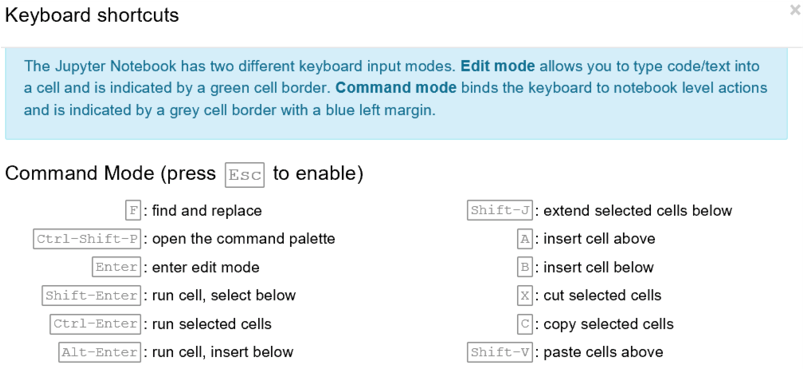 Keyboard shortcuts ×
The Jupyter Notebook has two different keyboard input modes. Edit mode allows you to type code/text into
a cell and is indicated by a green cell border. Command mode binds the keyboard to notebook level actions
and is indicated by a grey cell border with a blue left margin.
Command Mode (press Esc to enable)
F : find and replace
Ctrl-Shift-P : open the command palette
Enter : enter edit mode
Shift-Enter : run cell, select below
Ctrl-Enter : run selected cells
Alt-Enter : run cell, insert below
Shift-J : extend selected cells below
A : insert cell above
B : insert cell below
X : cut selected cells
C : copy selected cells
Shift-V : paste cells above